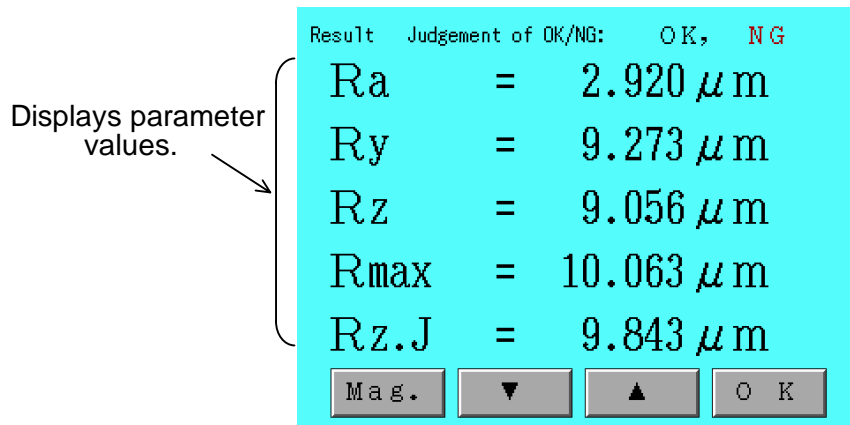 Result Judgement of OK/NG: OK, NG
Displays parameter
values.
Ra = 2.920 μm
Ry = 9.273 μm
Rz = 9.056 μm
Rmax = 10.063 μm
Rz.J = 9.843 μm
Mag. ▼ ▲ OK